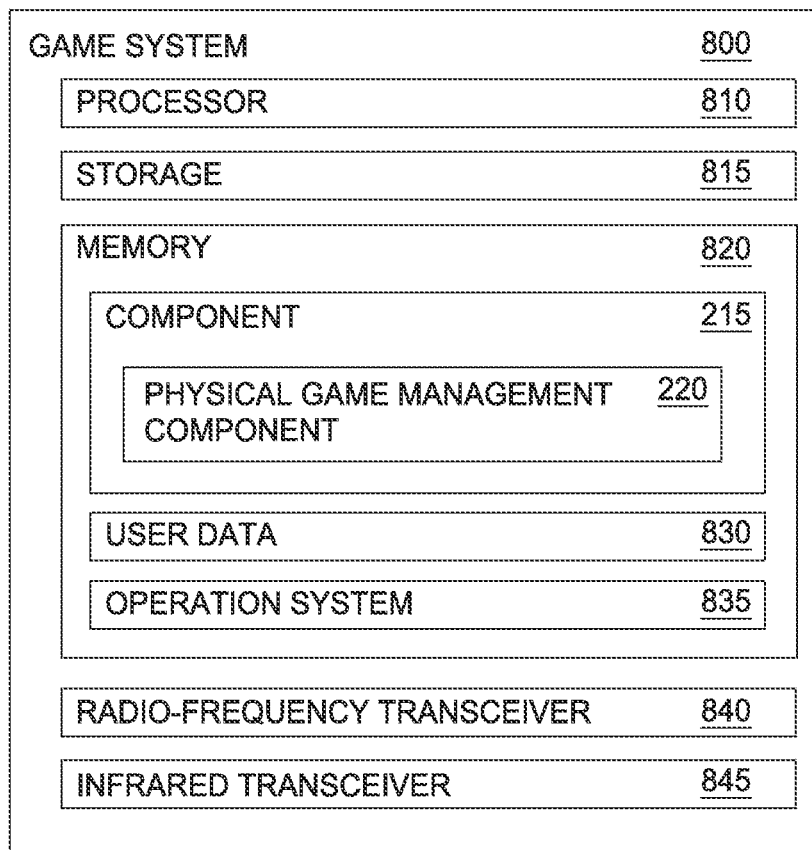 GAME SYSTEM 800
PROCESSOR 810
STORAGE 815
MEMORY 820
COMPONENT 215
PHYSICAL GAME MANAGEMENT 220
COMPONENT
USER DATA 830
OPERATION SYSTEM 835
RADIO-FREQUENCY TRANSCEIVER 840
INFRARED TRANSCEIVER 845